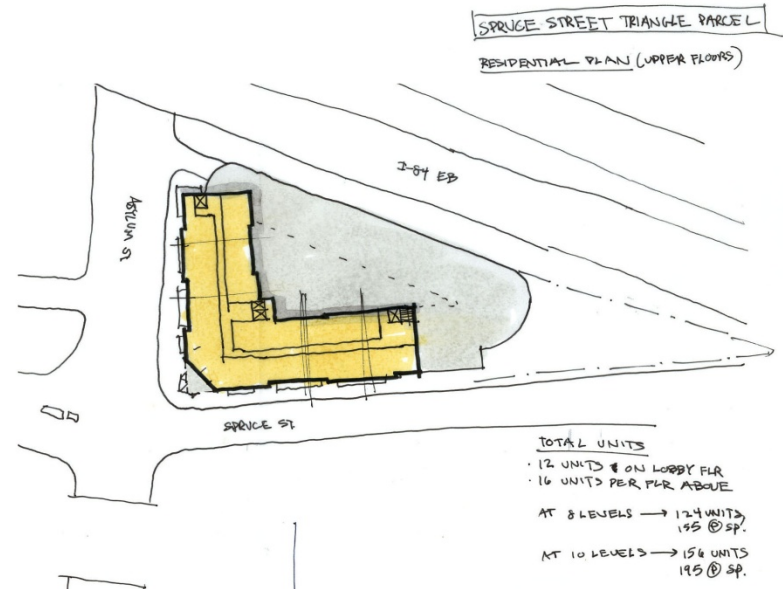 SPRUCE STREET TRIANGLE PARCEL
RESIDENTIAL PLAN (UPPER FLOORS)
I-84 EB
ASYLUM ST
SPRUCE ST.
TOTAL UNITS
· 12 UNITS ON LOBBY FLR
· 16 UNITS PER FLR ABOVE
AT 8 LEVELS → 124 UNITS,
155 Ⓟ SP.
AT 10 LEVELS → 156 UNITS
195 Ⓟ SP.